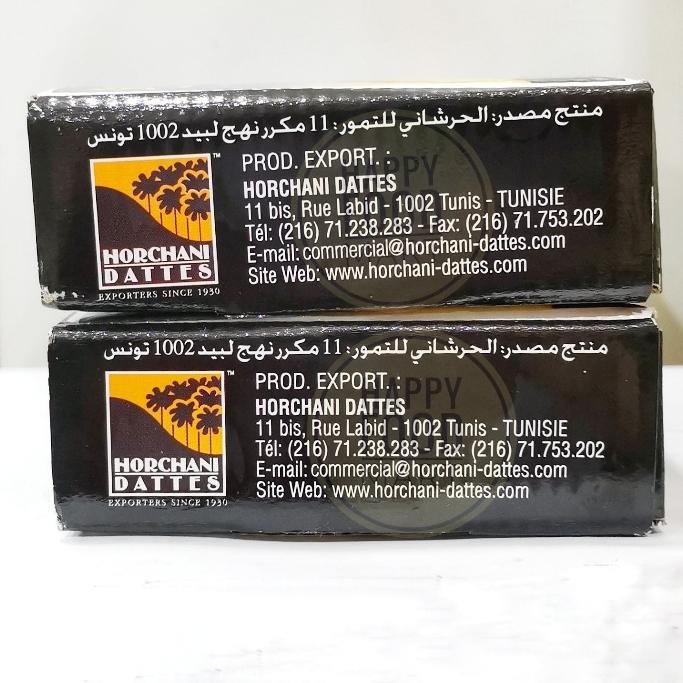 منتج مصدر: الحرشاني للتمور: 11 مكرر نهج لبيد 1002 تونس
HORCHANI
DATTES
™
EXPORTERS SINCE 1930
PROD. EXPORT. :
HORCHANI DATTES
11 bis, Rue Labid - 1002 Tunis - TUNISIE
Tél: (216) 71.238.283 - Fax: (216) 71.753.202
E-mail: commercial@horchani-dattes.com
Site Web: www.horchani-dattes.com
منتج مصدر: الحرشاني للتمور: 11 مكرر نهج لبيد 1002 تونس
HORCHANI
DATTES
™
EXPORTERS SINCE 1930
PROD. EXPORT. :
HORCHANI DATTES
11 bis, Rue Labid - 1002 Tunis - TUNISIE
Tél: (216) 71.238.283 - Fax: (216) 71.753.202
E-mail: commercial@horchani-dattes.com
Site Web: www.horchani-dattes.com
HAPPY
HAPPY